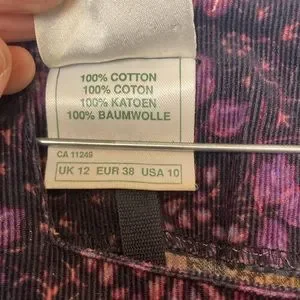 100% COTTON
100% COTON
100% KATOEN
100% BAUMWOLLE
CA 11249
UK 12 EUR 38 USA 10